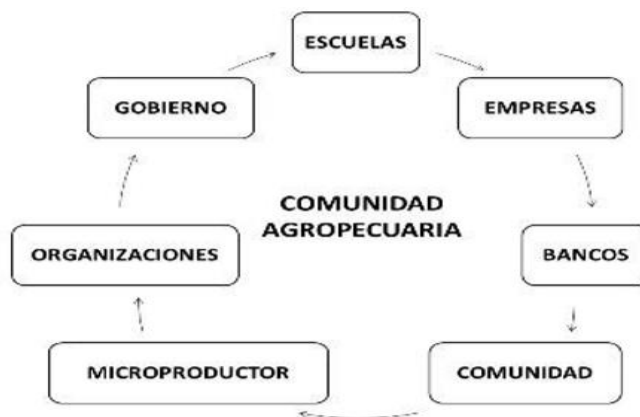 ESCUELAS
GOBIERNO
EMPRESAS
COMUNIDAD
AGROPECUARIA
ORGANIZACIONES
BANCOS
MICROPRODUCTOR
COMUNIDAD